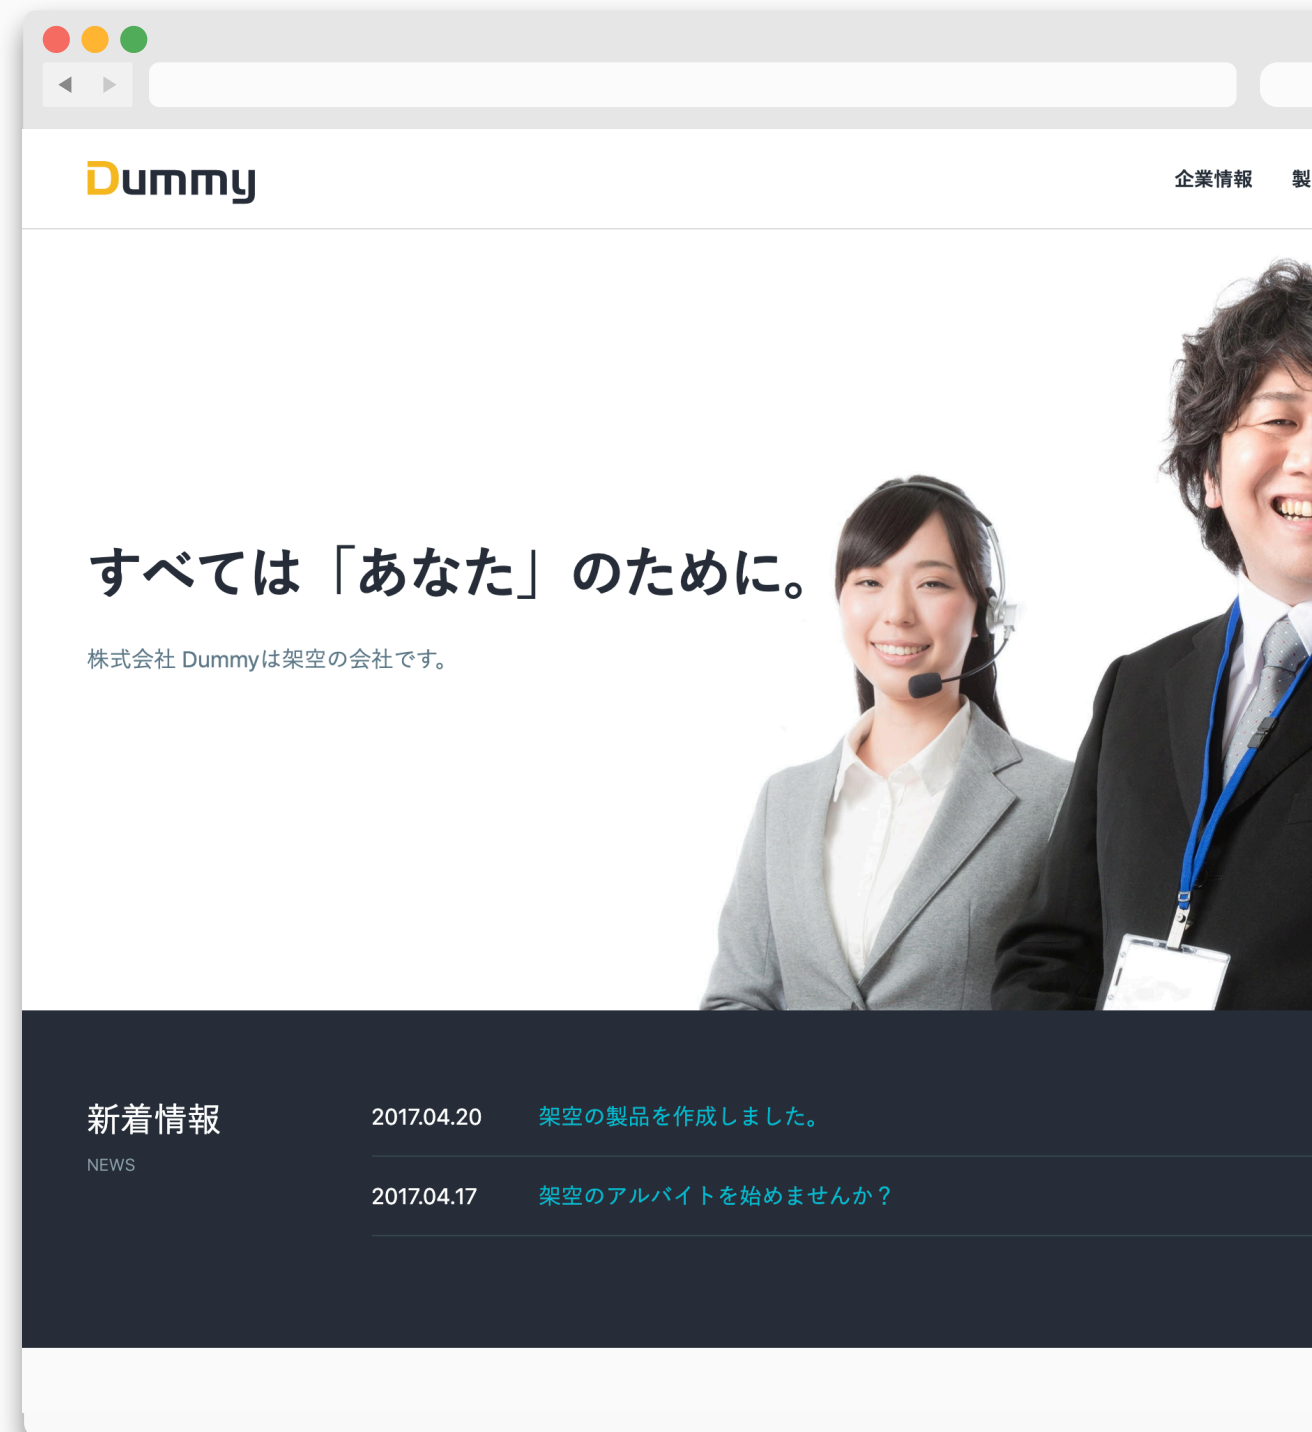 Dummy
企業情報 製
すべては「あなた」のために。
株式会社 Dummyは架空の会社です。
新着情報
NEWS
2017.04.20 架空の製品を作成しました。
2017.04.17 架空のアルバイトを始めませんか？